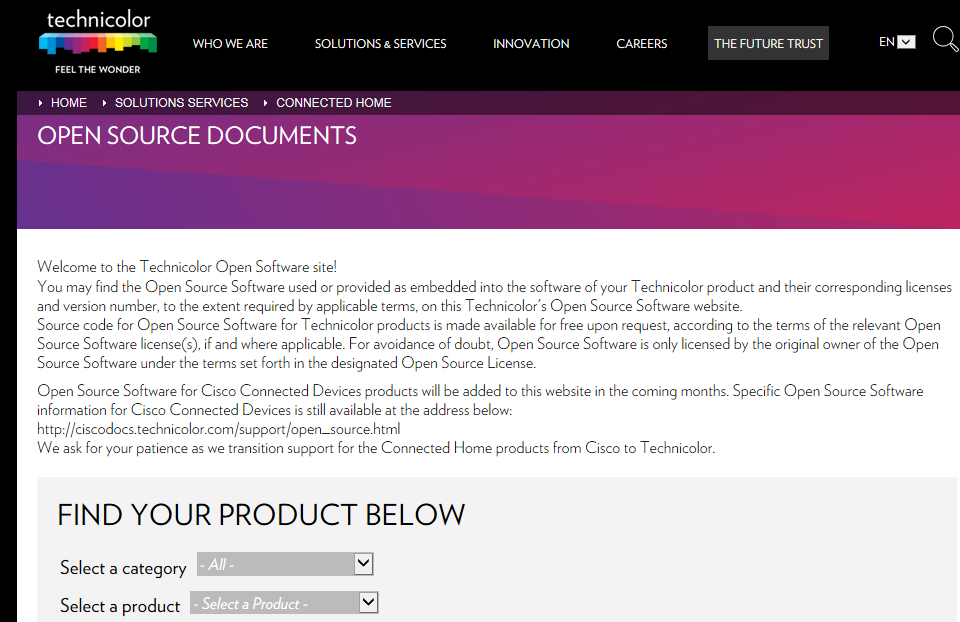 technicolor
FEEL THE WONDER
WHO WE ARE
SOLUTIONS & SERVICES
INNOVATION
CAREERS
THE FUTURE TRUST
EN
HOME
SOLUTIONS SERVICES
CONNECTED HOME
OPEN SOURCE DOCUMENTS
Welcome to the Technicolor Open Software site!
You may find the Open Source Software used or provided as embedded into the software of your Technicolor product and their corresponding licenses
and version number, to the extent required by applicable terms, on this Technicolor's Open Source Software website.
Source code for Open Source Software for Technicolor products is made available for free upon request, according to the terms of the relevant Open
Source Software license(s), if and where applicable. For avoidance of doubt, Open Source Software is only licensed by the original owner of the Open
Source Software under the terms set forth in the designated Open Source License.
Open Source Software for Cisco Connected Devices products will be added to this website in the coming months. Specific Open Source Software
information for Cisco Connected Devices is still available at the address below:
http://ciscodocs.technicolor.com/support/open_source.html
We ask for your patience as we transition support for the Connected Home products from Cisco to Technicolor.
FIND YOUR PRODUCT BELOW
Select a category - All -
Select a product - Select a Product -